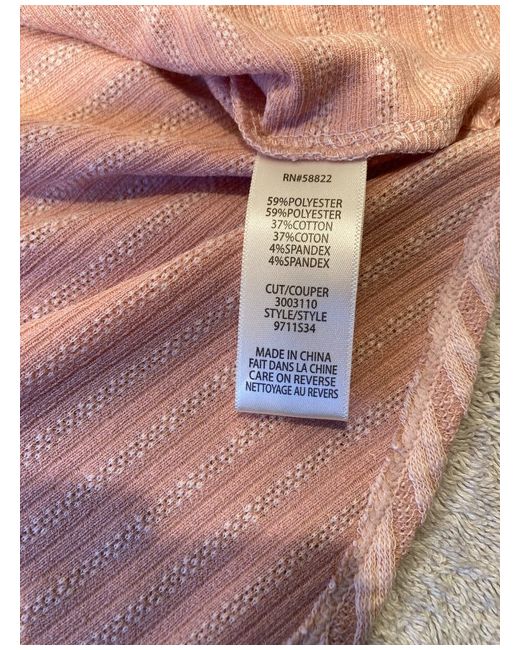 RN#58822
59%POLYESTER
59%POLYESTER
37%COTTON
37%COTON
4%SPANDEX
4%SPANDEX
CUT/COUPER
3003110
STYLE/STYLE
9711S34
MADE IN CHINA
FAIT DANS LA CHINE
CARE ON REVERSE
NETTOYAGE AU REVERS